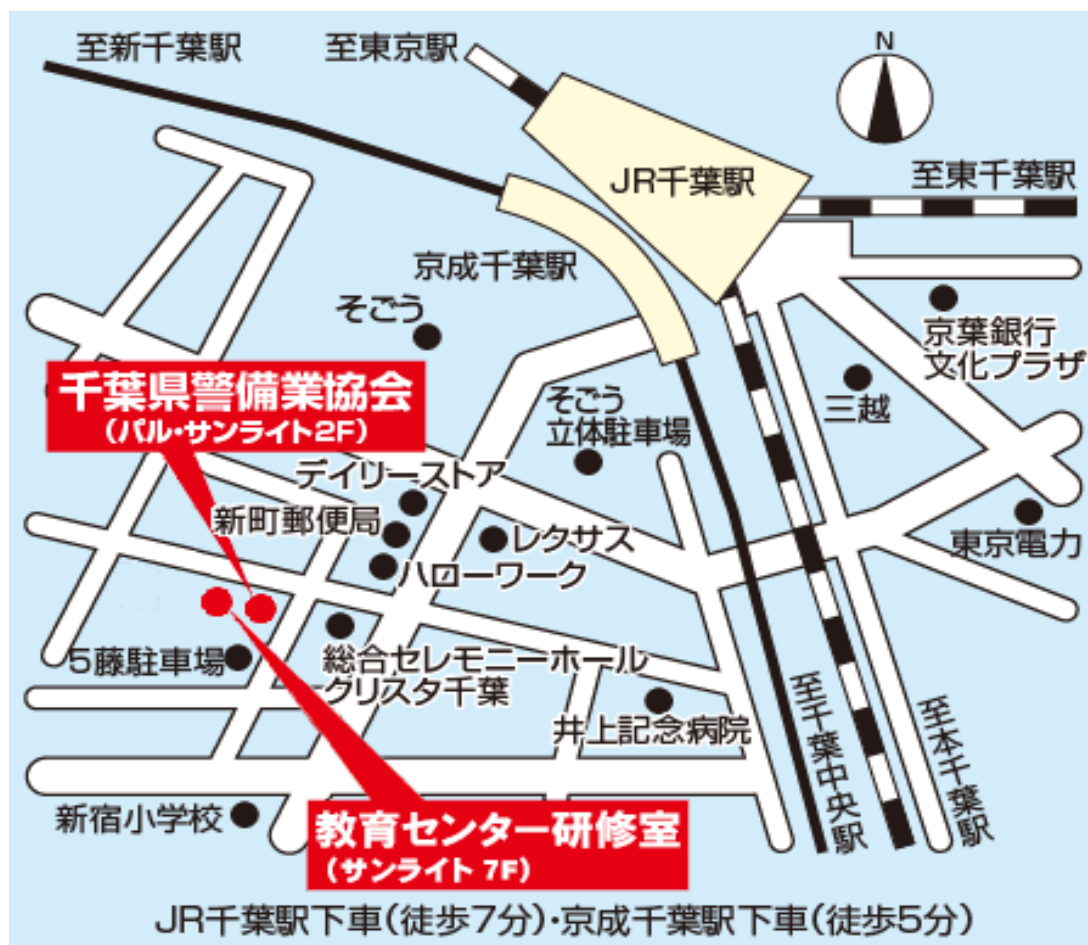 至新千葉駅
至東京駅
N
JR千葉駅
至東千葉駅
京成千葉駅
そごう
京葉銀行
文化プラザ
千葉県警備業協会
(パル・サンライト2F)
そごう
立体駐車場
三越
デイリーストア
新町郵便局
レクサス
東京電力
ハローワーク
5藤駐車場
総合セレモニーホール
クリスタ千葉
井上記念病院
至千葉中央駅
至本千葉駅
新宿小学校
教育センター研修室
(サンライト 7F)
JR千葉駅下車(徒歩7分)・京成千葉駅下車(徒歩5分)